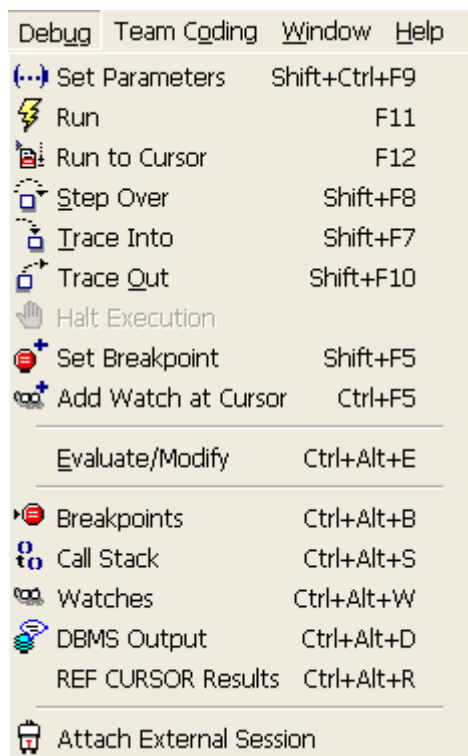 Debug Team Coding Window Help
Set Parameters Shift+Ctrl+F9
Run F11
Run to Cursor F12
Step Over Shift+F8
Trace Into Shift+F7
Trace Out Shift+F10
Halt Execution
Set Breakpoint Shift+F5
Add Watch at Cursor Ctrl+F5
Evaluate/Modify Ctrl+Alt+E
Breakpoints Ctrl+Alt+B
Call Stack Ctrl+Alt+S
Watches Ctrl+Alt+W
DBMS Output Ctrl+Alt+D
REF CURSOR Results Ctrl+Alt+R
Attach External Session